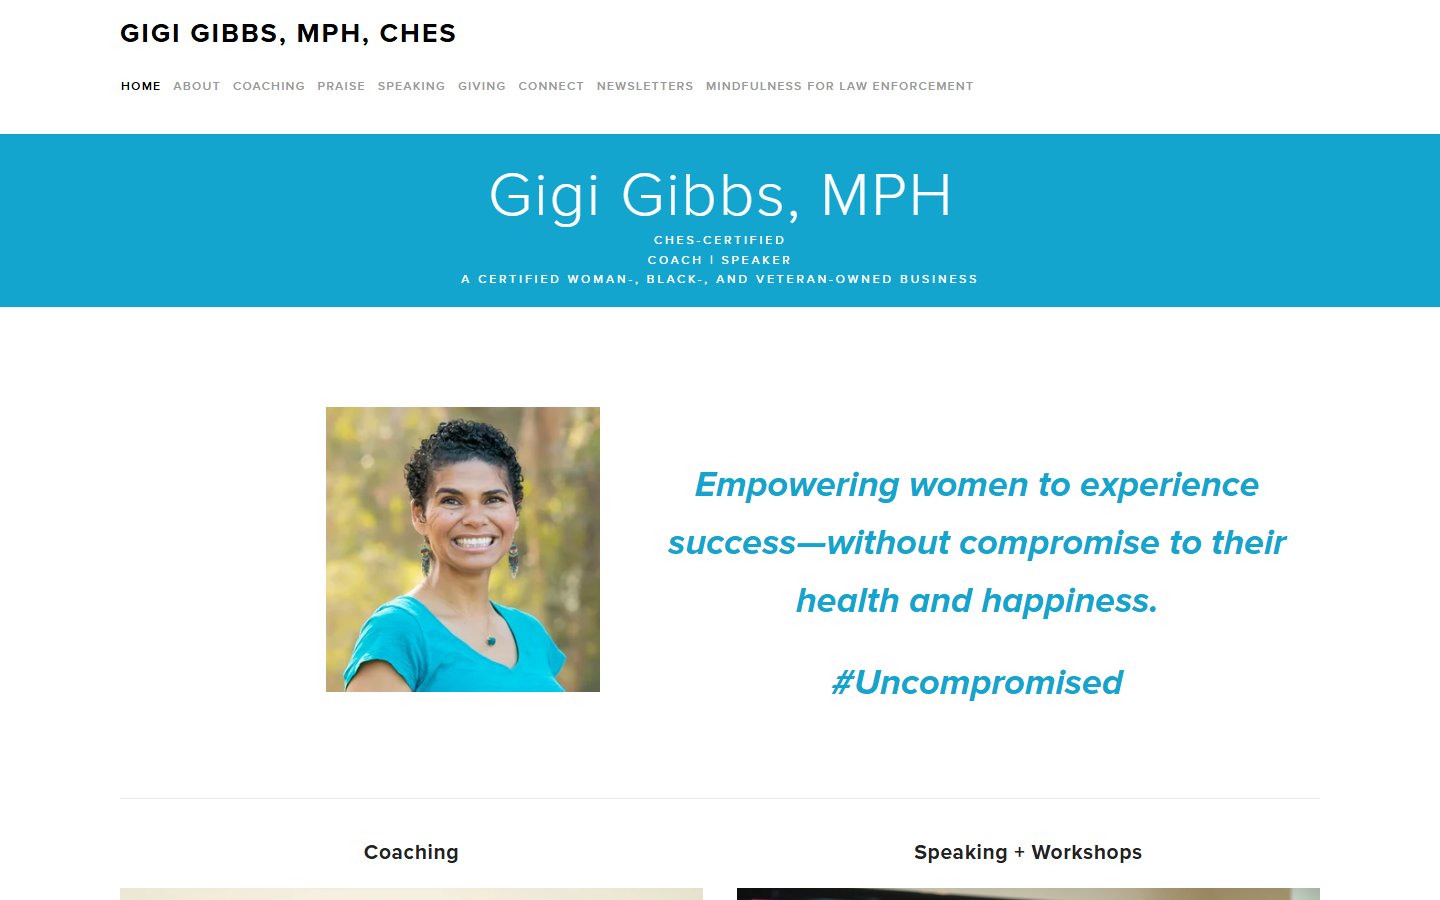 GIGI GIBBS, MPH, CHES
HOME ABOUT COACHING PRAISE SPEAKING GIVING CONNECT NEWSLETTERS MINDFULNESS FOR LAW ENFORCEMENT
Gigi Gibbs, MPH
CHES-CERTIFIED
COACH | SPEAKER
A CERTIFIED WOMAN-, BLACK-, AND VETERAN-OWNED BUSINESS
Empowering women to experience
success—without compromise to their
health and happiness.
#Uncompromised
Coaching
Speaking + Workshops